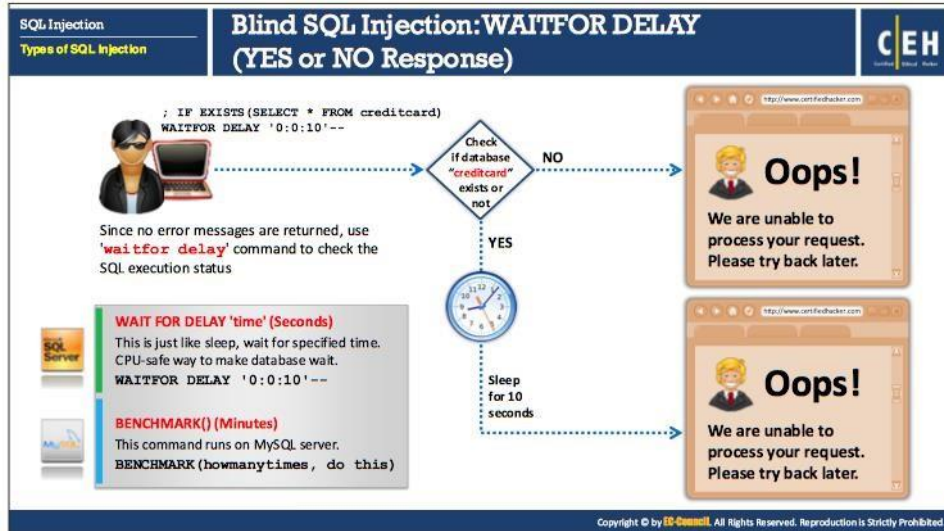 SQL Injection
Types of SQL Injection
Blind SQL Injection: WAITFOR DELAY
(YES or NO Response)
C|EH
Certified Ethical Hacker
; IF EXISTS(SELECT * FROM creditcard)
WAITFOR DELAY '0:0:10'--
Since no error messages are returned, use
'waitfor delay' command to check the
SQL execution status
Check
if database
"creditcard"
exists or
not
NO
YES
Sleep
for 10
seconds
http://www.certifiedhacker.com
Oops!
We are unable to
process your request.
Please try back later.
http://www.certifiedhacker.com
Oops!
We are unable to
process your request.
Please try back later.
SQL
Server
WAIT FOR DELAY 'time' (Seconds)
This is just like sleep, wait for specified time.
CPU-safe way to make database wait.
WAITFOR DELAY '0:0:10'--
MySQL
BENCHMARK() (Minutes)
This command runs on MySQL server.
BENCHMARK(howmanytimes, do this)
Copyright © by EC-Council. All Rights Reserved. Reproduction is Strictly Prohibited.